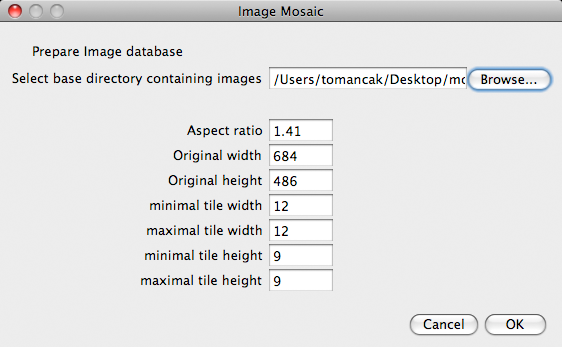 Image Mosaic
Prepare Image database
Select base directory containing images /Users/tomancak/Desktop/mo Browse...
Aspect ratio 1.41
Original width 684
Original height 486
minimal tile width 12
maximal tile width 12
minimal tile height 9
maximal tile height 9
Cancel OK